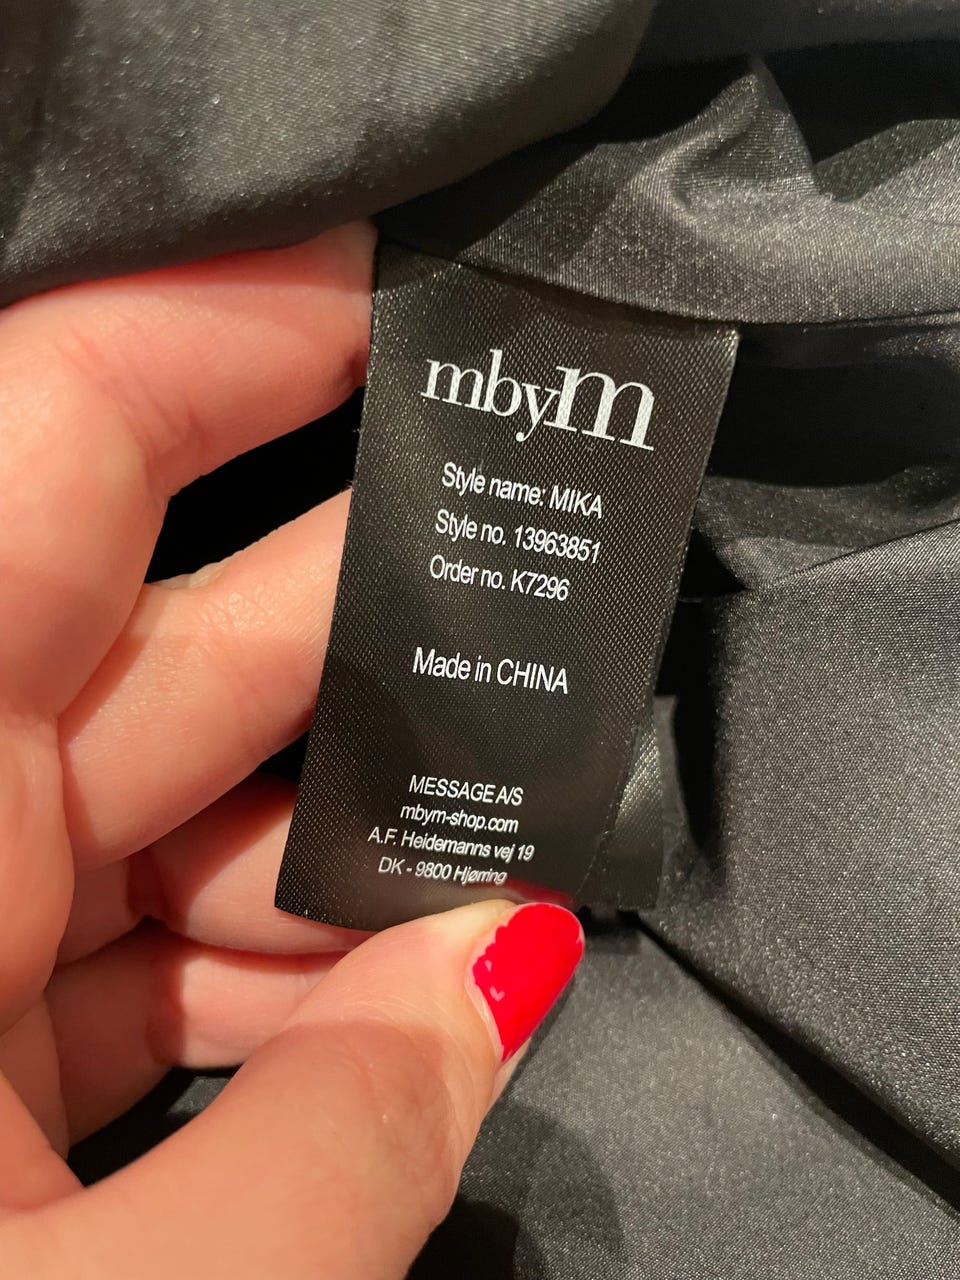 mbym
Style name: MIKA
Style no. 13963851
Order no. K7296
Made in CHINA
MESSAGE A/S
mbym-shop.com
A.F. Heidemanns vej 19
DK - 9800 Hjørring